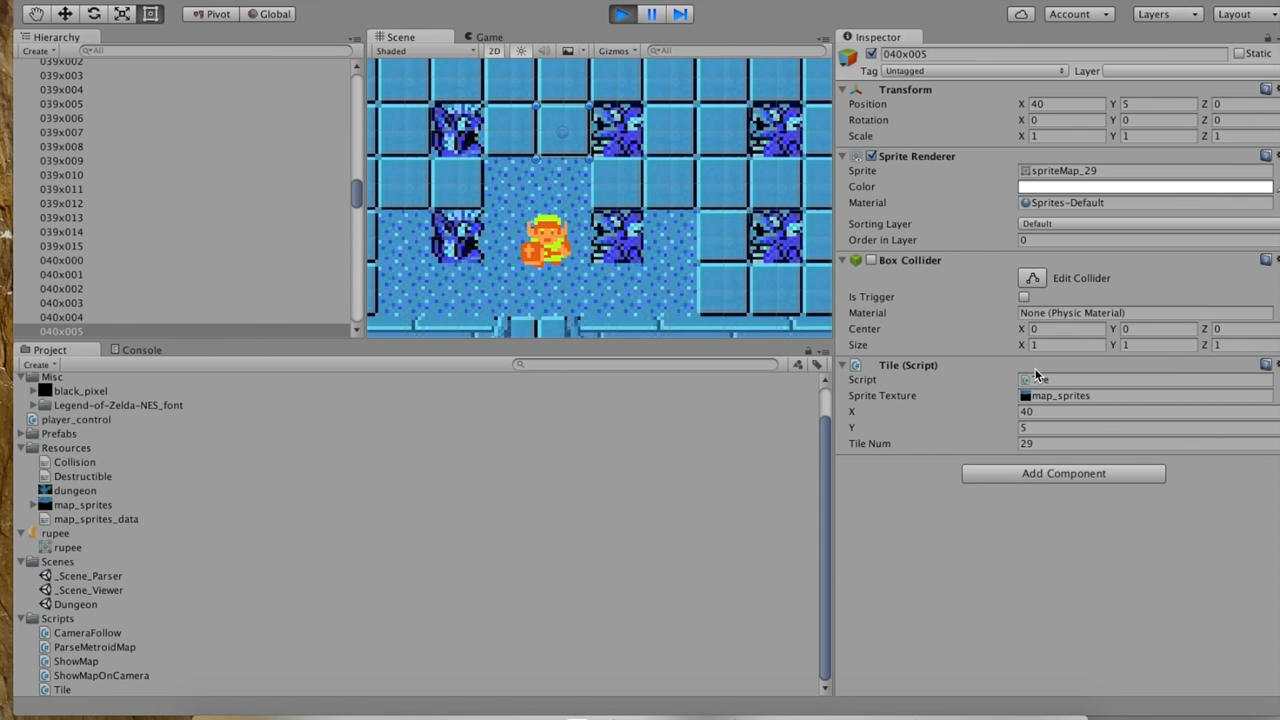 Pivot Global Account Layers Layout
Hierarchy
Create All
039x002
039x003
039x004
039x005
039x006
039x007
039x008
039x009
039x010
039x011
039x012
039x013
039x014
039x015
040x000
040x001
040x002
040x003
040x004
040x005
Scene Game
Shaded 2D Gizmos All
Project Console
Create
Misc
black_pixel
Legend-of-Zelda-NES_font
player_control
Prefabs
Resources
Collision
Destructible
dungeon
map_sprites
map_sprites_data
rupee
rupee
Scenes
_Scene_Parser
_Scene_Viewer
Dungeon
Scripts
CameraFollow
ParseMetroidMap
ShowMap
ShowMapOnCamera
Tile
Inspector
040x005 Static
Tag Untagged Layer
Transform
Position X 40 Y 5 Z 0
Rotation X 0 Y 0 Z 0
Scale X 1 Y 1 Z 1
Sprite Renderer
Sprite spriteMap_29
Color
Material Sprites-Default
Sorting Layer Default
Order in Layer 0
Box Collider
Edit Collider
Is Trigger
Material None (Physic Material)
Center X 0 Y 0 Z 0
Size X 1 Y 1 Z 1
Tile (Script)
Script
Sprite Texture map_sprites
X 40
Y 5
Tile Num 29
Add Component